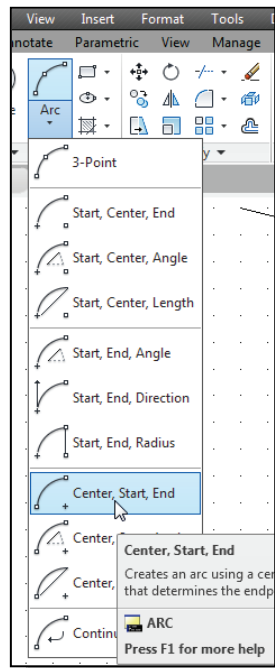 View Insert Format Tools
nnotate Parametric View Manage
Arc
y
3-Point
Start, Center, End
Start, Center, Angle
Start, Center, Length
Start, End, Angle
Start, End, Direction
Start, End, Radius
Center, Start, End
Center,
Center, Start, End
Creates an arc using a cen
that determines the endp
Center,
ARC
Press F1 for more help
Continu